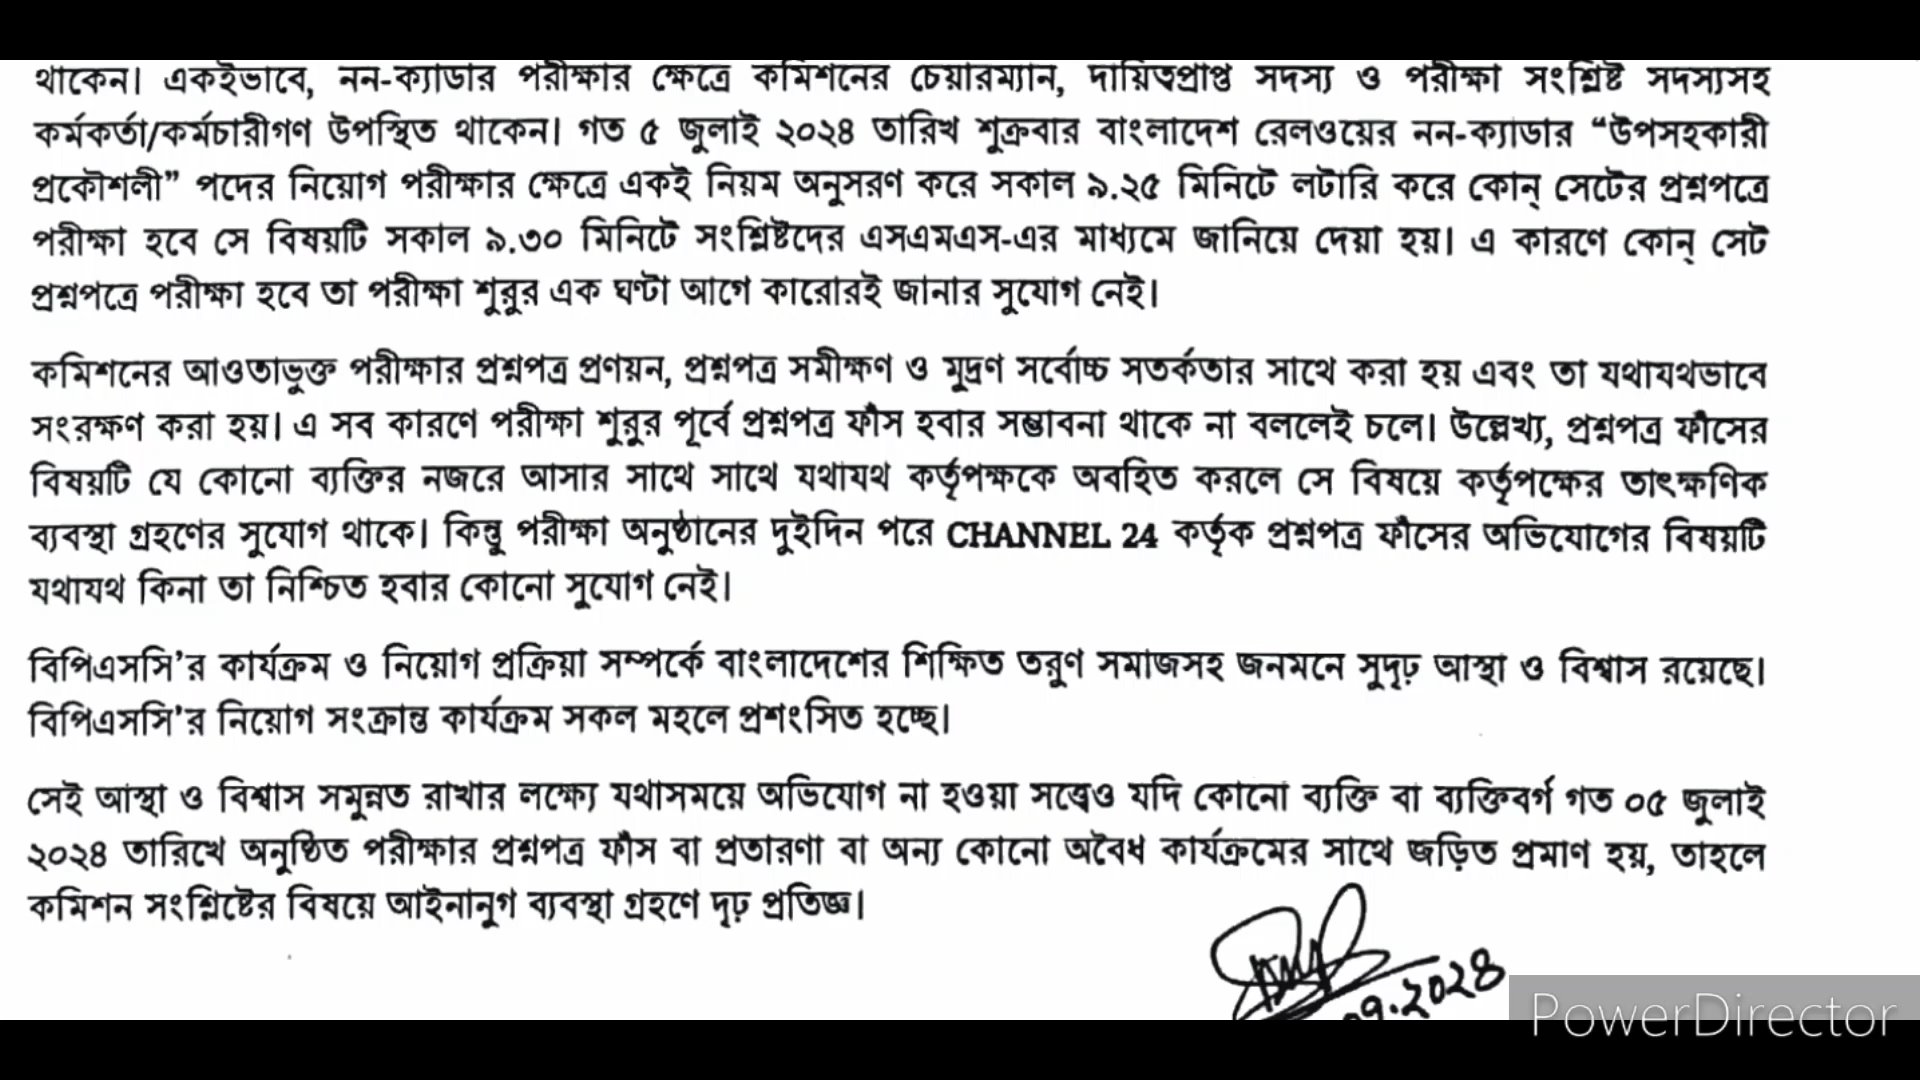 থাকেন। একইভাবে, নন-ক্যাডার পরীক্ষার ক্ষেত্রে কমিশনের চেয়ারম্যান, দায়িত্বপ্রাপ্ত সদস্য ও পরীক্ষা সংশ্লিষ্ট সদস্যসহ
কর্মকর্তা/কর্মচারীগণ উপস্থিত থাকেন। গত ৫ জুলাই ২০২৪ তারিখ শুক্রবার বাংলাদেশ রেলওয়ের নন-ক্যাডার “উপসহকারী
প্রকৌশলী” পদের নিয়োগ পরীক্ষার ক্ষেত্রে একই নিয়ম অনুসরণ করে সকাল ৯.২৫ মিনিটে লটারি করে কোন্ সেটের প্রশ্নপত্রে
পরীক্ষা হবে সে বিষয়টি সকাল ৯.৩০ মিনিটে সংশ্লিষ্টদের এসএমএস-এর মাধ্যমে জানিয়ে দেয়া হয়। এ কারণে কোন্ সেট
প্রশ্নপত্রে পরীক্ষা হবে তা পরীক্ষা শুরুর এক ঘণ্টা আগে কারোরই জানার সুযোগ নেই।
কমিশনের আওতাভুক্ত পরীক্ষার প্রশ্নপত্র প্রণয়ন, প্রশ্নপত্র সমীক্ষণ ও মুদ্রণ সর্বোচ্চ সতর্কতার সাথে করা হয় এবং তা যথাযথভাবে
সংরক্ষণ করা হয়। এ সব কারণে পরীক্ষা শুরুর পূর্বে প্রশ্নপত্র ফাঁস হবার সম্ভাবনা থাকে না বললেই চলে। উল্লেখ্য, প্রশ্নপত্র ফাঁসের
বিষয়টি যে কোনো ব্যক্তির নজরে আসার সাথে সাথে যথাযথ কর্তৃপক্ষকে অবহিত করলে সে বিষয়ে কর্তৃপক্ষের তাৎক্ষণিক
ব্যবস্থা গ্রহণের সুযোগ থাকে। কিন্তু পরীক্ষা অনুষ্ঠানের দুইদিন পরে CHANNEL 24 কর্তৃক প্রশ্নপত্র ফাঁসের অভিযোগের বিষয়টি
যথাযথ কিনা তা নিশ্চিত হবার কোনো সুযোগ নেই।
বিপিএসসি’র কার্যক্রম ও নিয়োগ প্রক্রিয়া সম্পর্কে বাংলাদেশের শিক্ষিত তরুণ সমাজসহ জনমনে সুদৃঢ় আস্থা ও বিশ্বাস রয়েছে।
বিপিএসসি’র নিয়োগ সংক্রান্ত কার্যক্রম সকল মহলে প্রশংসিত হচ্ছে।
সেই আস্থা ও বিশ্বাস সমুন্নত রাখার লক্ষ্যে যথাসময়ে অভিযোগ না হওয়া সত্ত্বেও যদি কোনো ব্যক্তি বা ব্যক্তিবর্গ গত ০৫ জুলাই
২০২৪ তারিখে অনুষ্ঠিত পরীক্ষার প্রশ্নপত্র ফাঁস বা প্রতারণা বা অন্য কোনো অবৈধ কার্যক্রমের সাথে জড়িত প্রমাণ হয়, তাহলে
কমিশন সংশ্লিষ্টের বিষয়ে আইনানুগ ব্যবস্থা গ্রহণে দৃঢ় প্রতিজ্ঞ।
০৭.২০২৪
PowerDirector